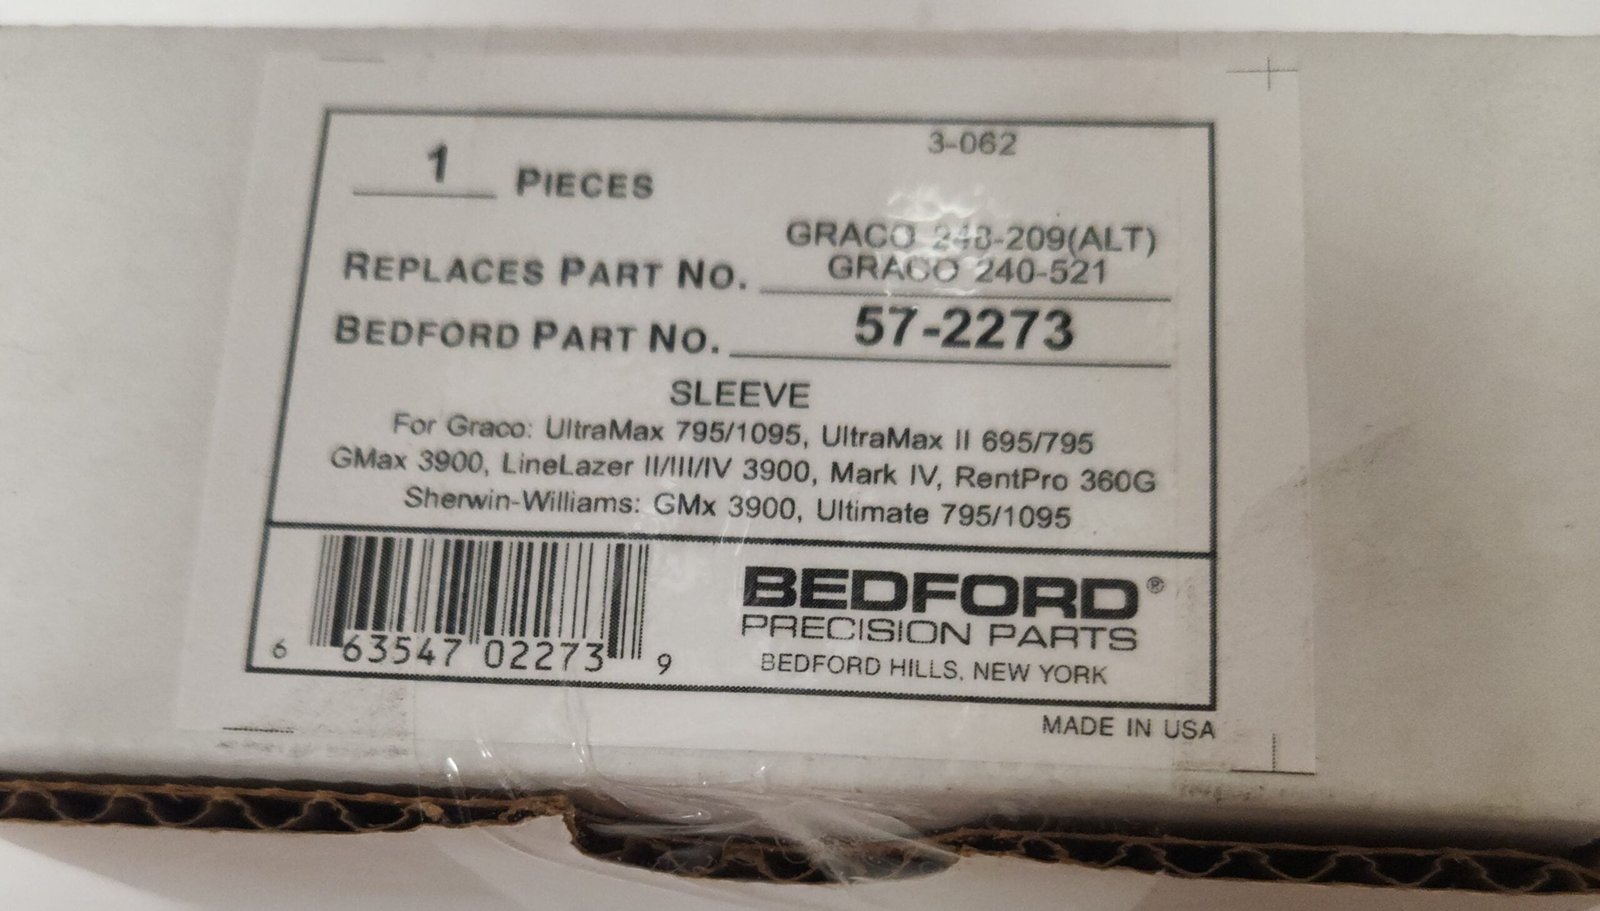 3-062
1 PIECES
GRACO 248-209(ALT)
REPLACES PART NO. GRACO 240-521
BEDFORD PART NO. 57-2273
SLEEVE
For Graco: UltraMax 795/1095, UltraMax II 695/795
GMax 3900, LineLazer II/III/IV 3900, Mark IV, RentPro 360G
Sherwin-Williams: GMx 3900, Ultimate 795/1095
6 63547 02273 9
BEDFORD®
PRECISION PARTS
BEDFORD HILLS, NEW YORK
MADE IN USA